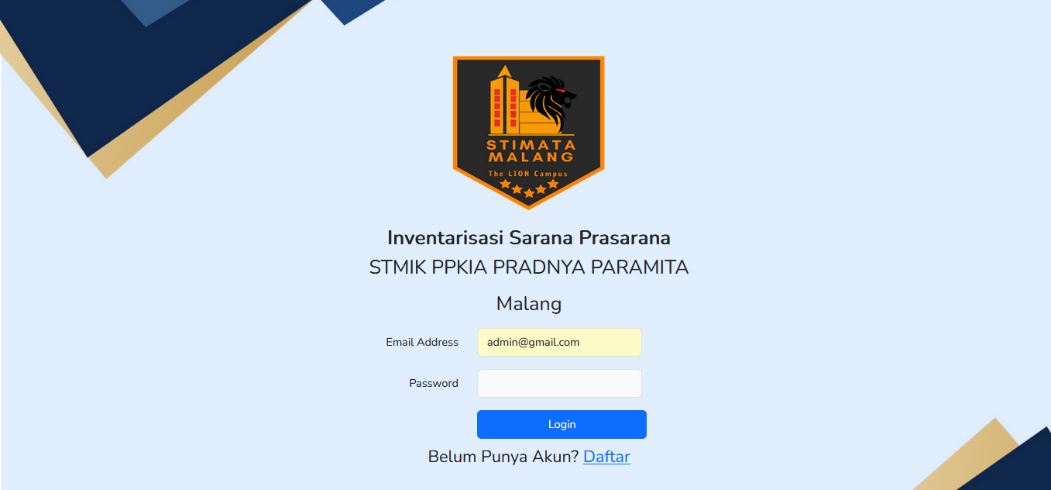 STIMATA
MALANG
The LION Campus
Inventarisasi Sarana Prasarana
STMIK PPKIA PRADNYA PARAMITA
Malang
Email Address admin@gmail.com
Password
Login
Belum Punya Akun? Daftar